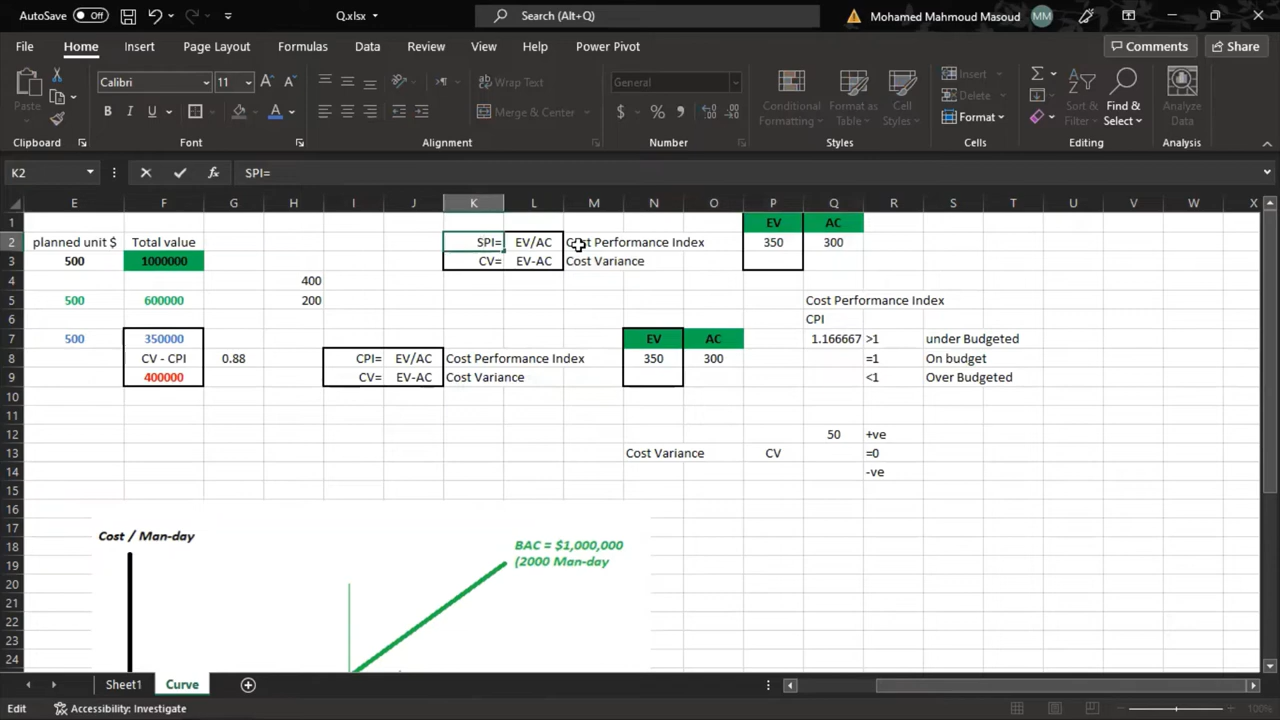 AutoSave Off Q.xlsx Search (Alt+Q) Mohamed Mahmoud Masoud MM
File Home Insert Page Layout Formulas Data Review View Help Power Pivot Comments Share
Paste Calibri 11 B I U Wrap Text Merge & Center General $ % Conditional Formatting Format as Table Cell Styles Insert Delete Format Sort & Filter Find & Select Analyze Data
Clipboard Font Alignment Number Styles Cells Editing Analysis
K2 fx SPI=
E F G H I J K L M N O P Q R S T U V W X
1 EV AC
2 planned unit $ Total value SPI= EV/AC Cost Performance Index 350 300
3 500 1000000 CV= EV-AC Cost Variance
4 400
5 500 600000 200 Cost Performance Index
6 CPI
7 500 350000 EV AC 1.166667 >1 under Budgeted
8 CV - CPI 0.88 CPI= EV/AC Cost Performance Index 350 300 =1 On budget
9 400000 CV= EV-AC Cost Variance <1 Over Budgeted
10
11
12 50 +ve
13 Cost Variance CV =0
14 -ve
15
16
17 Cost / Man-day
18 BAC = $1,000,000
19 (2000 Man-day
20
21
22
23
24
Sheet1 Curve
Edit Accessibility: Investigate 100%